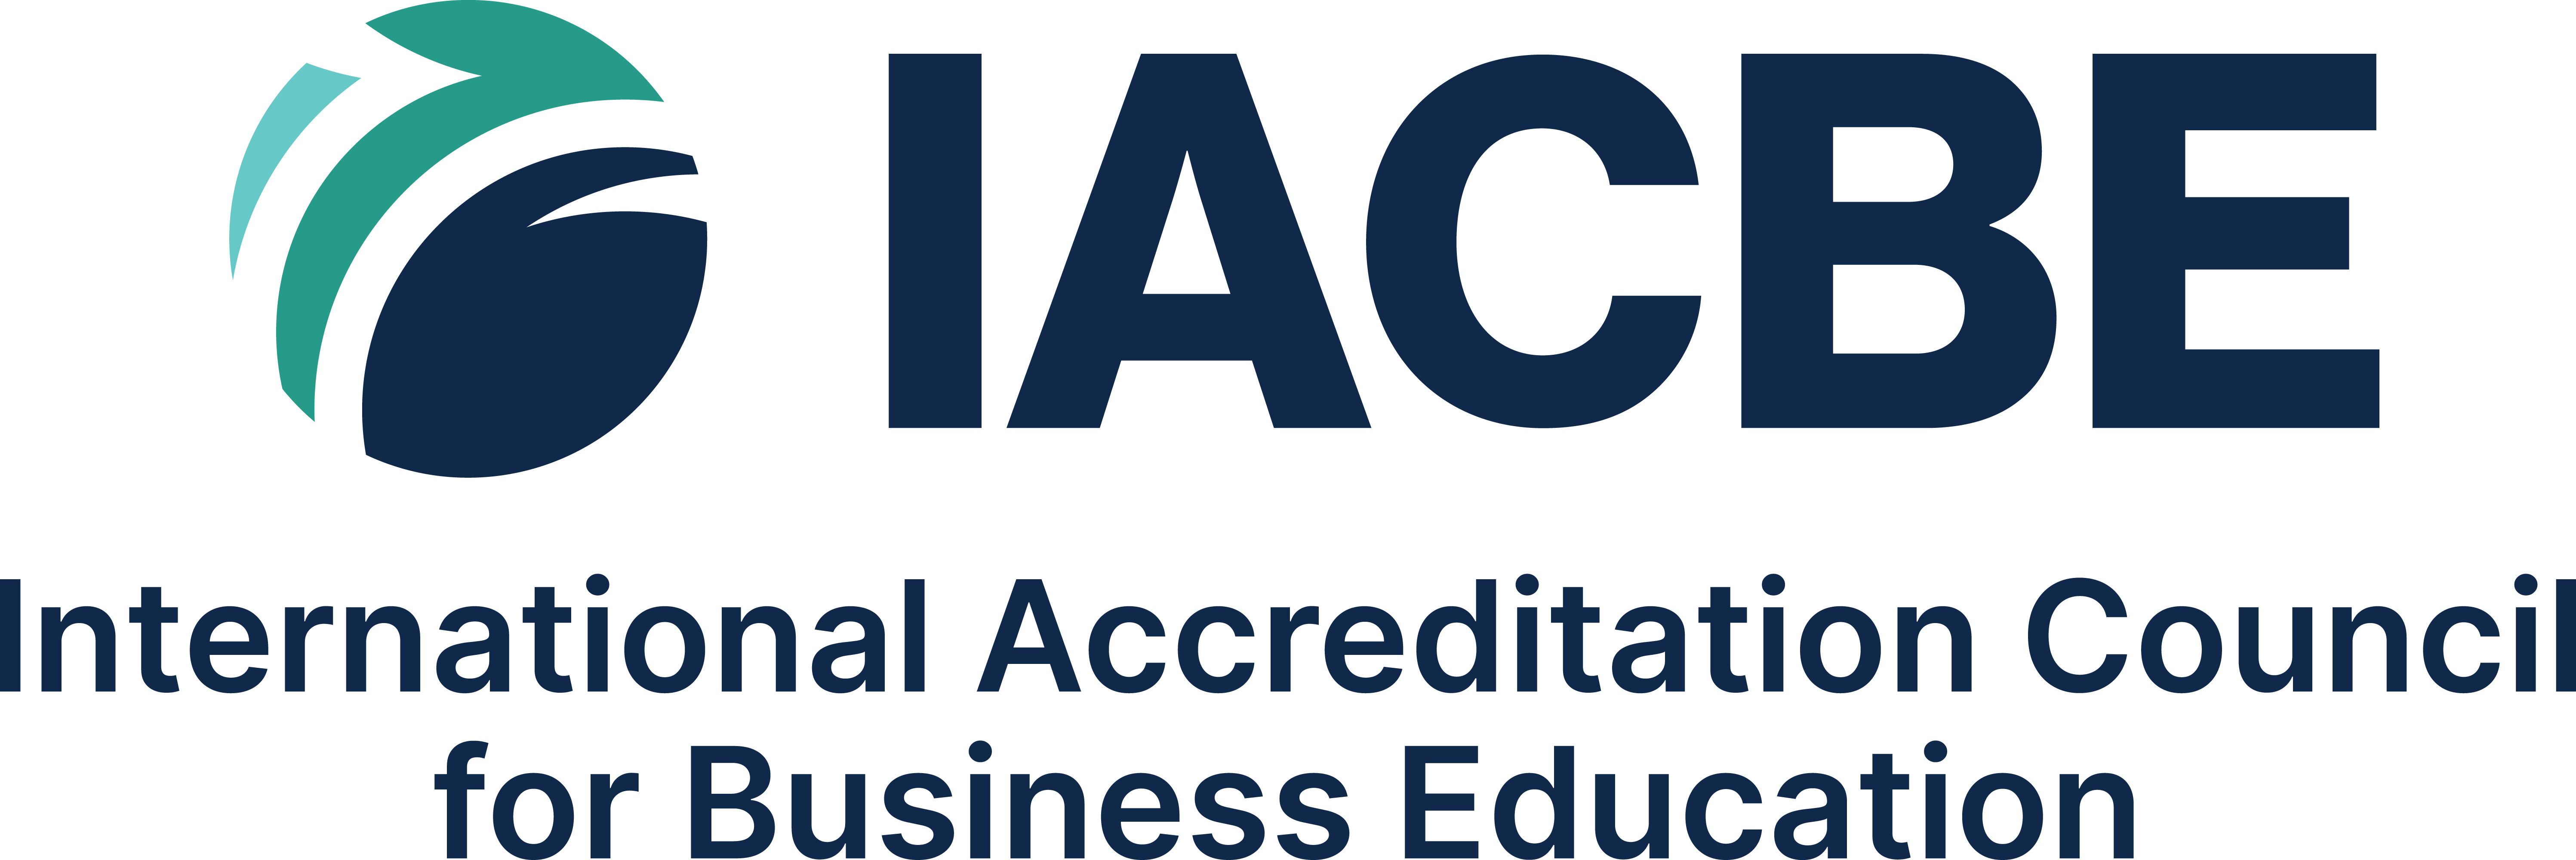 IACBE
International Accreditation Council
for Business Education